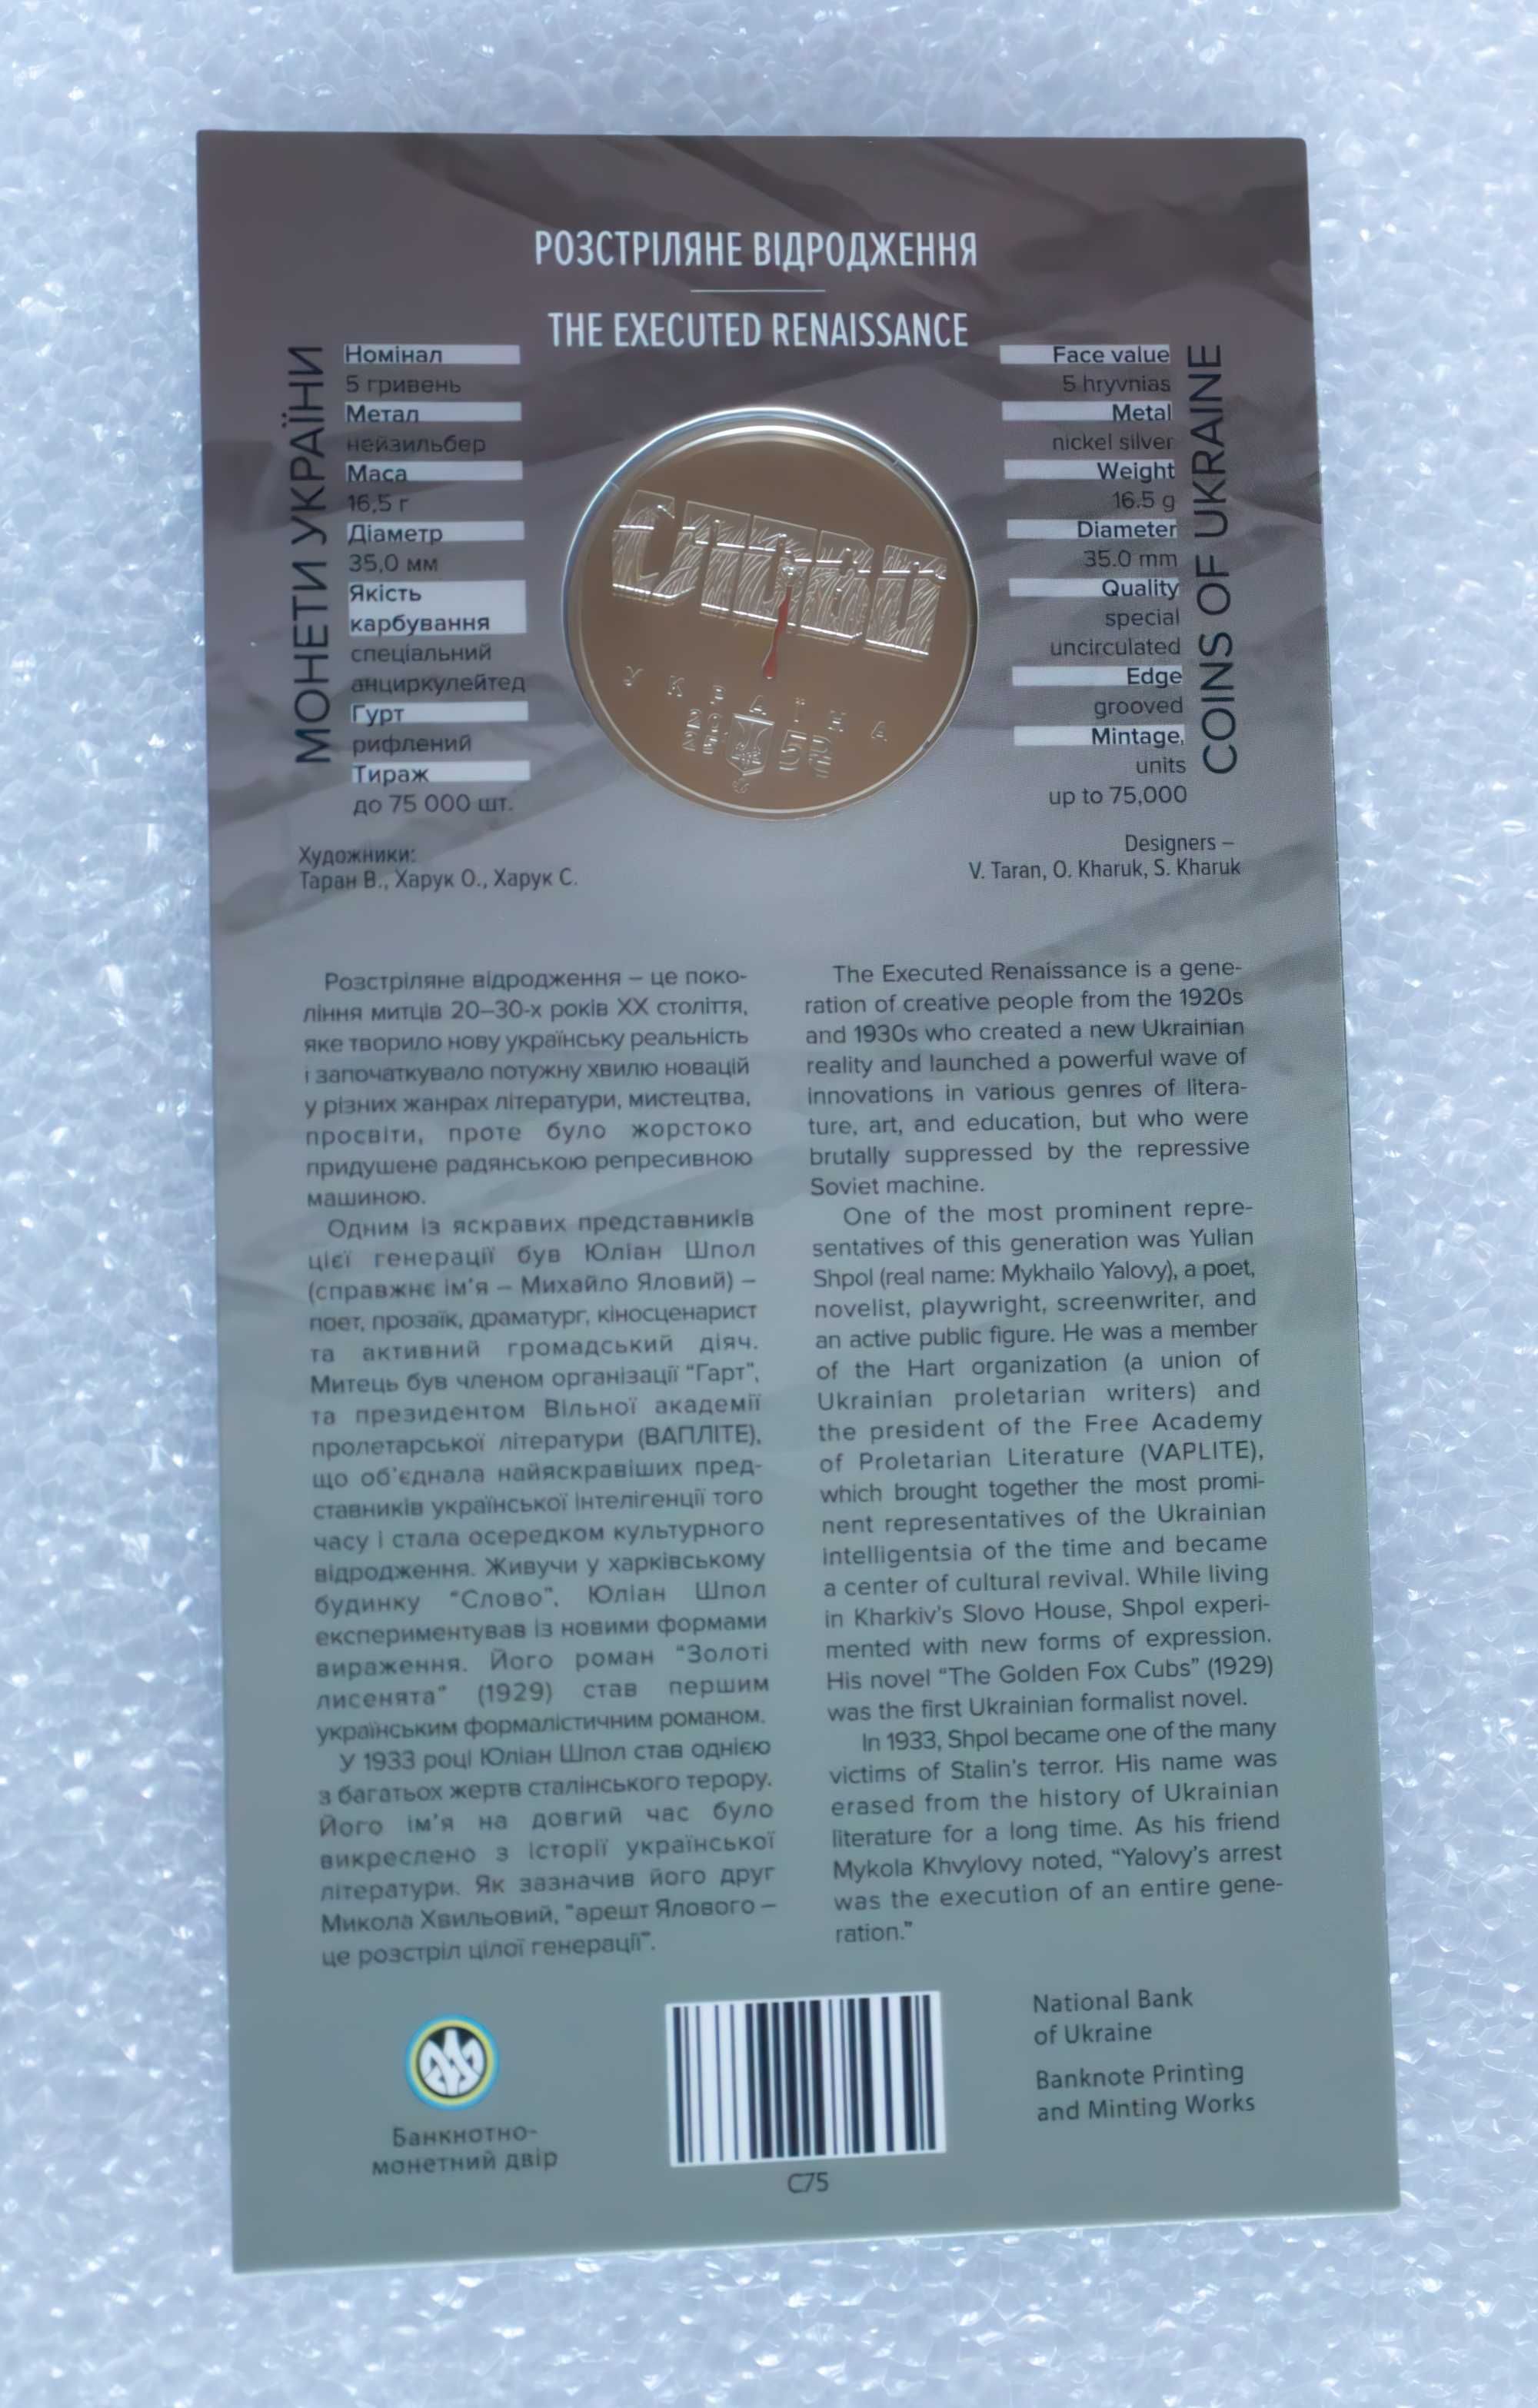 РОЗСТРІЛЯНЕ ВІДРОДЖЕННЯ
THE EXECUTED RENAISSANCE
МОНЕТИ УКРАЇНИ
Номінал
5 гривень
Метал
нейзильбер
Маса
16,5 г
Діаметр
35,0 мм
Якість
карбування
спеціальний
анциркулейтед
Гурт
рифлений
Тираж
до 75 000 шт.
СЛОВО
УКРАЇНА
20
25
5
Face value
5 hryvnias
Metal
nickel silver
Weight
16.5 g
Diameter
35.0 mm
Quality
special
uncirculated
Edge
grooved
Mintage,
units
up to 75,000
COINS OF UKRAINE
Художники:
Таран В., Харук О., Харук С.
Designers –
V. Taran, O. Kharuk, S. Kharuk
Розстріляне відродження – це поко-
ління митців 20–30-х років XX століття,
яке творило нову українську реальність
і започаткувало потужну хвилю новацій
у різних жанрах літератури, мистецтва,
просвіти, проте було жорстоко
придушене радянською репресивною
машиною.
Одним із яскравих представників
цієї генерації був Юліан Шпол
(справжнє ім’я – Михайло Яловий) –
поет, прозаїк, драматург, кіносценарист
та активний громадський діяч.
Митець був членом організації “Гарт”,
та президентом Вільної академії
пролетарської літератури (ВАПЛІТЕ),
що об’єднала найяскравіших пред-
ставників української інтелігенції того
часу і стала осередком культурного
відродження. Живучи у харківському
будинку “Слово”, Юліан Шпол
експериментував із новими формами
вираження. Його роман “Золоті
лисенята” (1929) став першим
українським формалістичним романом.
У 1933 році Юліан Шпол став однією
з багатьох жертв сталінського терору.
Його ім’я на довгий час було
викреслено з історії української
літератури. Як зазначив його друг
Микола Хвильовий, “арешт Ялового –
це розстріл цілої генерації”.
The Executed Renaissance is a gene-
ration of creative people from the 1920s
and 1930s who created a new Ukrainian
reality and launched a powerful wave of
innovations in various genres of litera-
ture, art, and education, but who were
brutally suppressed by the repressive
Soviet machine.
One of the most prominent repre-
sentatives of this generation was Yulian
Shpol (real name: Mykhailo Yalovy), a poet,
novelist, playwright, screenwriter, and
an active public figure. He was a member
of the Hart organization (a union of
Ukrainian proletarian writers) and
the president of the Free Academy
of Proletarian Literature (VAPLITE),
which brought together the most promi-
nent representatives of the Ukrainian
intelligentsia of the time and became
a center of cultural revival. While living
in Kharkiv’s Slovo House, Shpol experi-
mented with new forms of expression.
His novel “The Golden Fox Cubs” (1929)
was the first Ukrainian formalist novel.
In 1933, Shpol became one of the many
victims of Stalin’s terror. His name was
erased from the history of Ukrainian
literature for a long time. As his friend
Mykola Khvylovy noted, “Yalovy’s arrest
was the execution of an entire gene-
ration.”
Банкнотно-
монетний двір
C75
National Bank
of Ukraine
Banknote Printing
and Minting Works